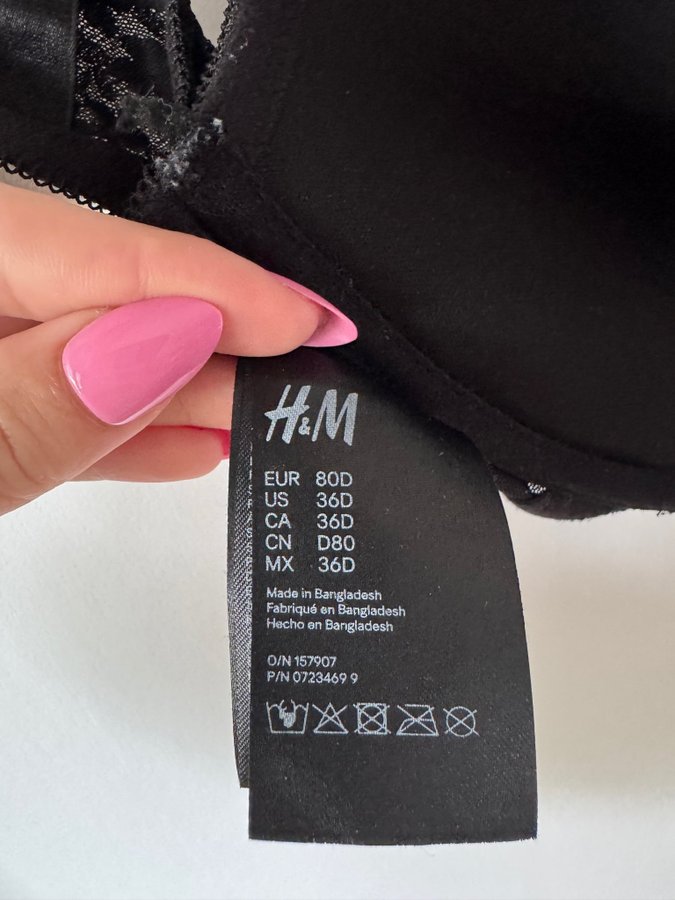 H&M
EUR 80D
US 36D
CA 36D
CN D80
MX 36D
Made in Bangladesh
Fabriqué en Bangladesh
Hecho en Bangladesh
O/N 157907
P/N 0723469 9